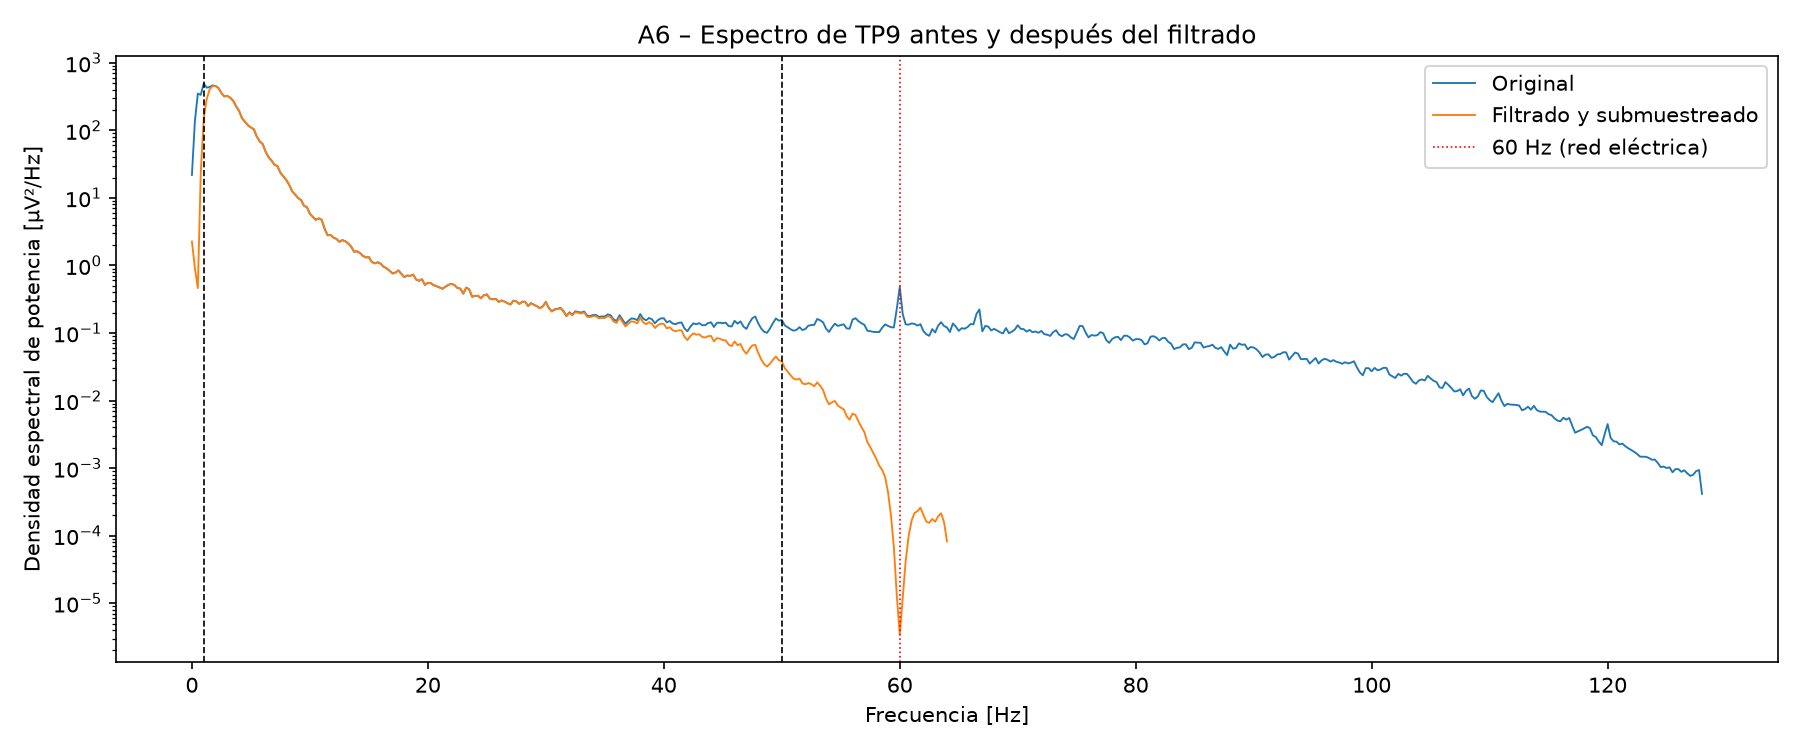 A6 – Espectro de TP9 antes y después del filtrado
Densidad espectral de potencia [µV²/Hz]
10³
10²
10¹
10⁰
10⁻¹
10⁻²
10⁻³
10⁻⁴
10⁻⁵
Original
Filtrado y submuestreado
60 Hz (red eléctrica)
0 20 40 60 80 100 120
Frecuencia [Hz]